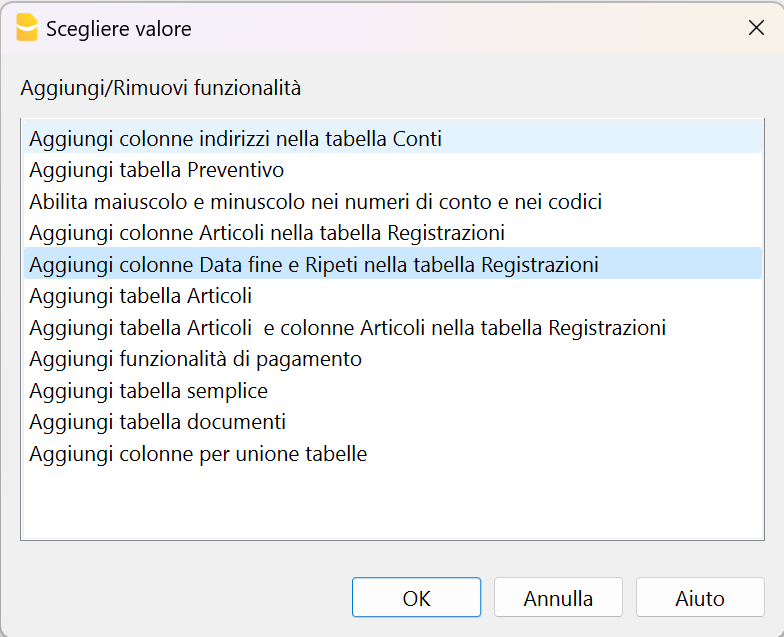 Scegliere valore
Aggiungi/Rimuovi funzionalità
Aggiungi colonne indirizzi nella tabella Conti
Aggiungi tabella Preventivo
Abilita maiuscolo e minuscolo nei numeri di conto e nei codici
Aggiungi colonne Articoli nella tabella Registrazioni
Aggiungi colonne Data fine e Ripeti nella tabella Registrazioni
Aggiungi tabella Articoli
Aggiungi tabella Articoli  e colonne Articoli nella tabella Registrazioni
Aggiungi funzionalità di pagamento
Aggiungi tabella semplice
Aggiungi tabella documenti
Aggiungi colonne per unione tabelle
OK Annulla Aiuto